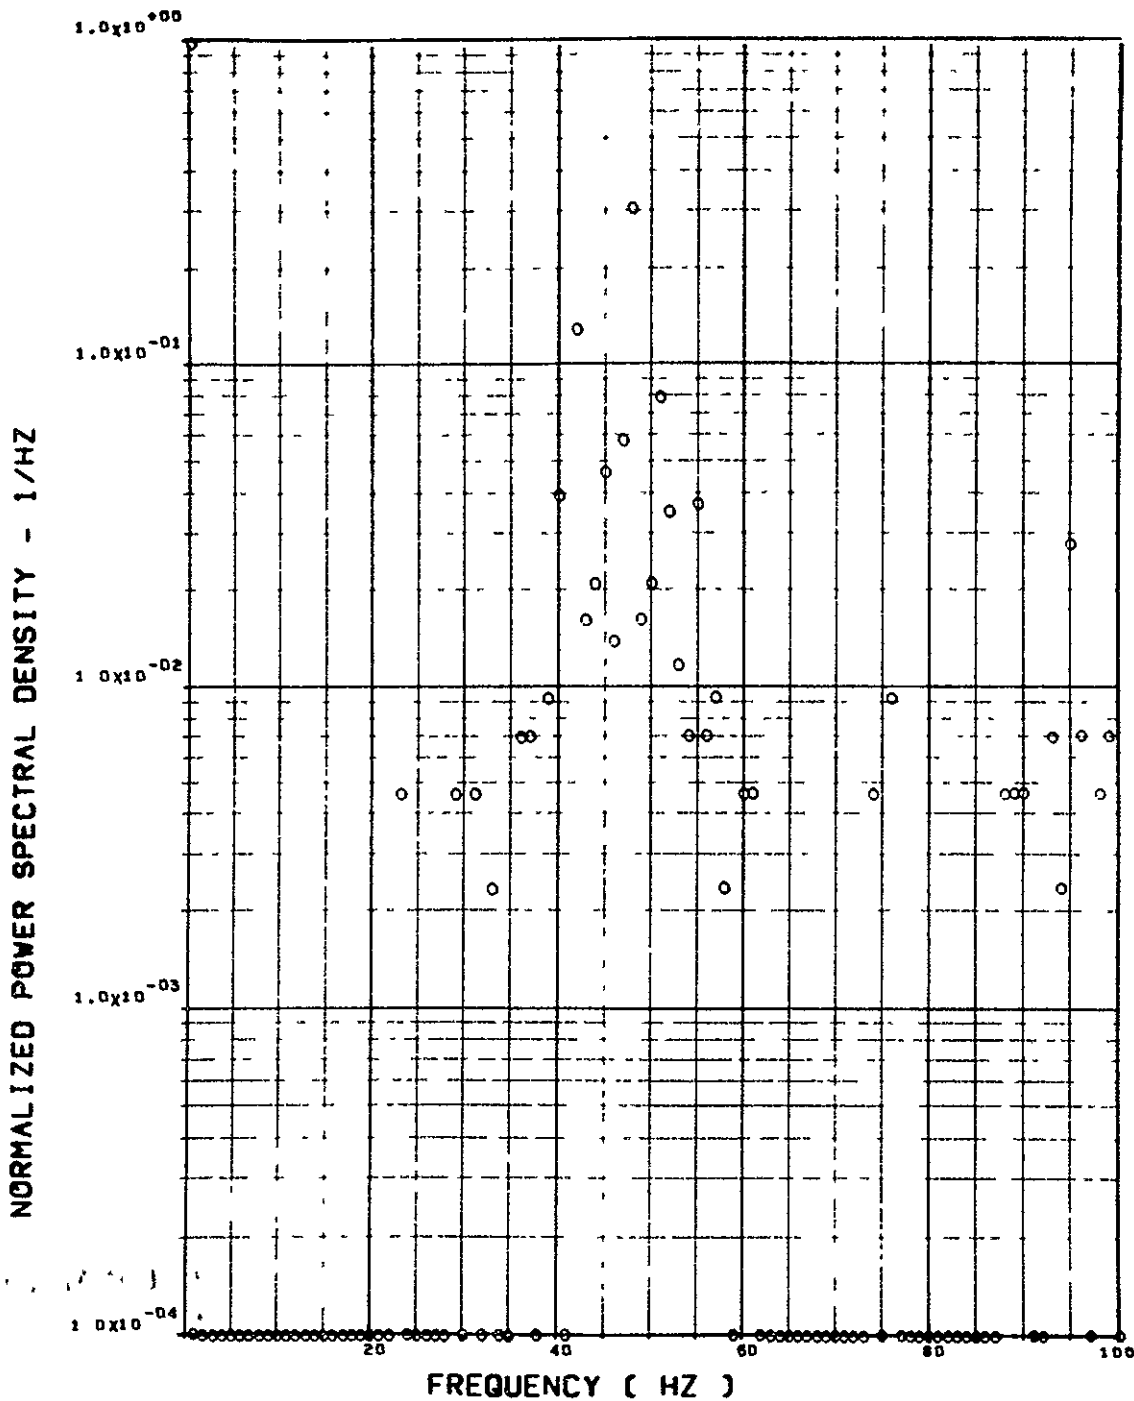 1.0X10+00
1.0X10-01
1 0X10-02
1.0X10-03
1 0X10-04
NORMALIZED POWER SPECTRAL DENSITY - 1/HZ
20 40 60 80 100
FREQUENCY ( HZ )